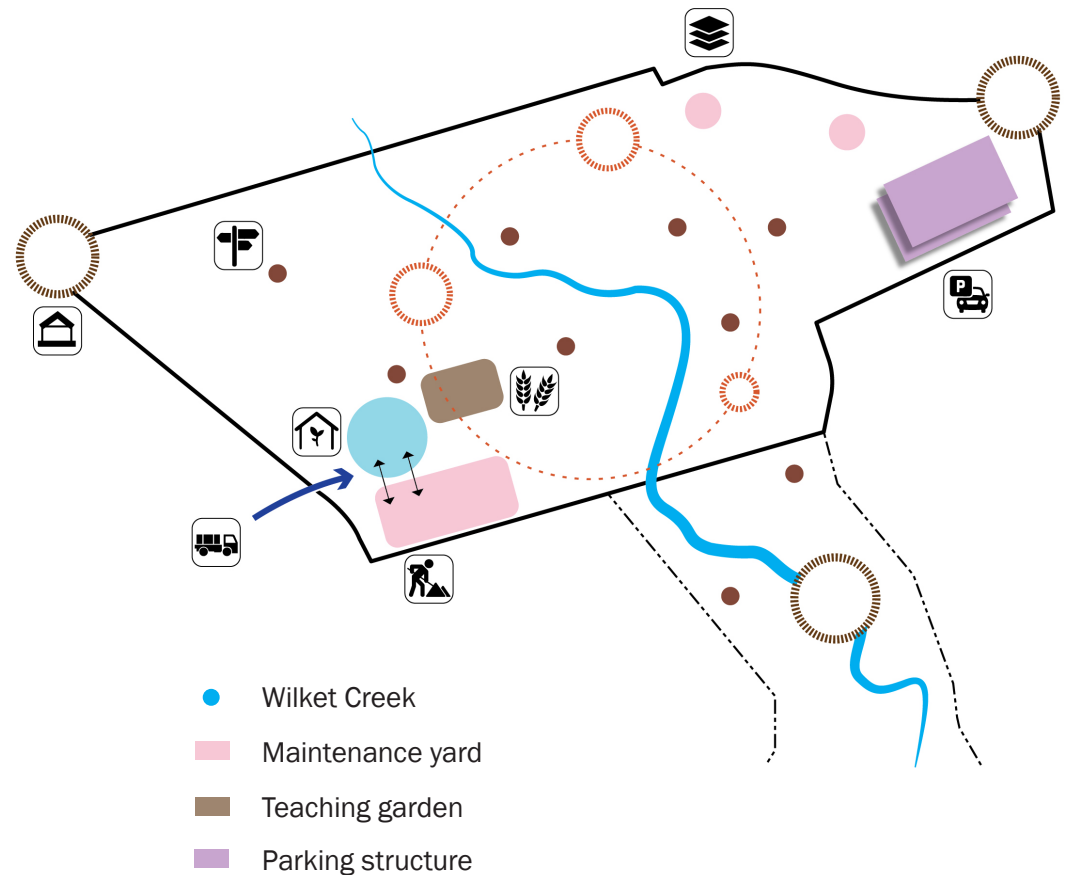 P
Wilket Creek
Maintenance yard
Teaching garden
Parking structure